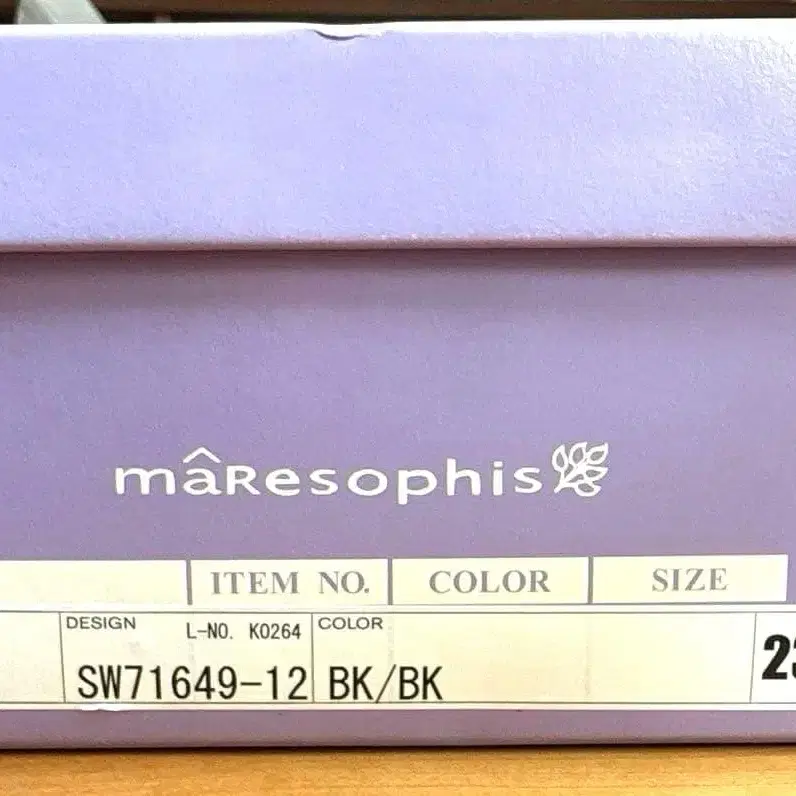 mâResophis
ITEM NO. COLOR SIZE
DESIGN L-NO. K0264 COLOR
SW71649-12 BK/BK